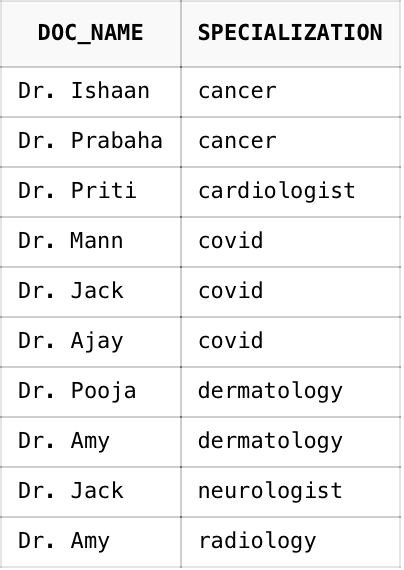 DOC_NAME SPECIALIZATION
Dr. Ishaan cancer
Dr. Prabaha cancer
Dr. Priti cardiologist
Dr. Mann covid
Dr. Jack covid
Dr. Ajay covid
Dr. Pooja dermatology
Dr. Amy dermatology
Dr. Jack neurologist
Dr. Amy radiology